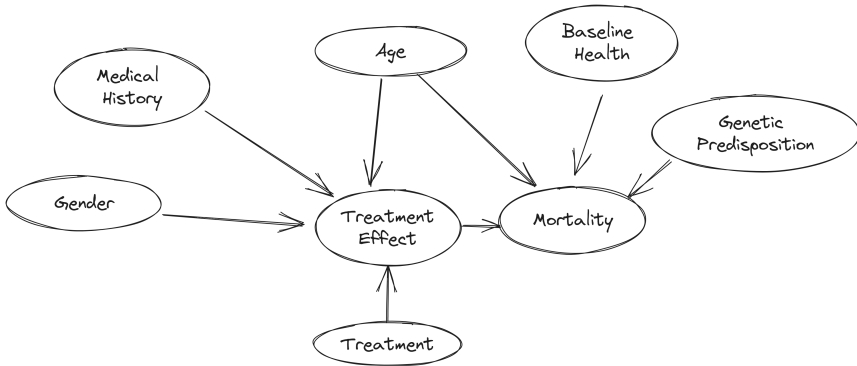 Medical
History
Age
Baseline
Health
Genetic
Predisposition
Gender
Treatment
Effect
Mortality
Treatment